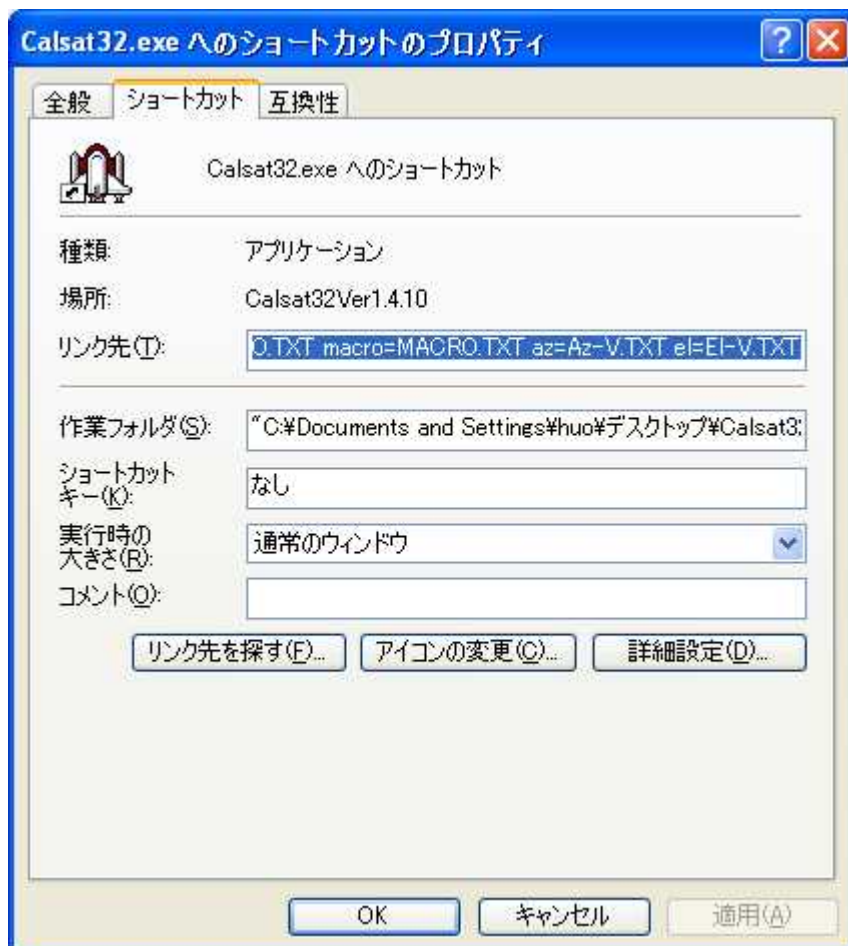 Calsat32.exe へのショートカットのプロパティ
全般 ショートカット 互換性
Calsat32.exe へのショートカット
種類: アプリケーション
場所: Calsat32Ver1.4.10
リンク先(T): O.TXT macro=MACRO.TXT az=Az-V.TXT el=El-V.TXT
作業フォルダ(S): "C:¥Documents and Settings¥huo¥デスクトップ¥Calsat32
ショートカット
キー(K): なし
実行時の
大きさ(R): 通常のウィンドウ
コメント(O):
リンク先を探す(F)... アイコンの変更(C)... 詳細設定(D)...
OK キャンセル 適用(A)